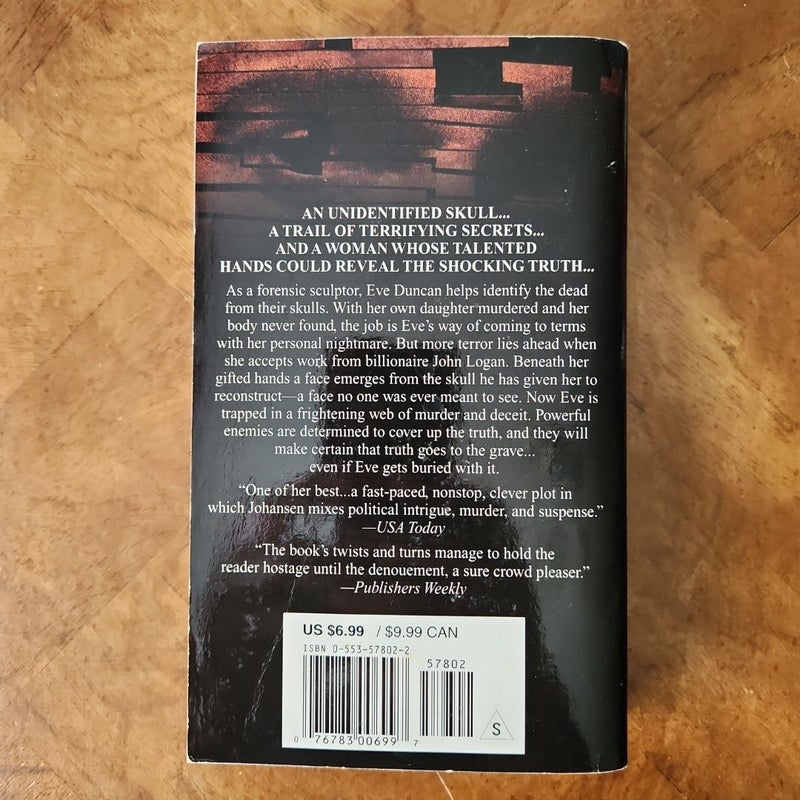 AN UNIDENTIFIED SKULL...
A TRAIL OF TERRIFYING SECRETS...
AND A WOMAN WHOSE TALENTED
HANDS COULD REVEAL THE SHOCKING TRUTH...
As a forensic sculptor, Eve Duncan helps identify the dead
from their skulls. With her own daughter murdered and her
body never found, the job is Eve's way of coming to terms
with her personal nightmare. But more terror lies ahead when
she accepts work from billionaire John Logan. Beneath her
gifted hands a face emerges from the skull he has given her to
reconstruct—a face no one was ever meant to see. Now Eve is
trapped in a frightening web of murder and deceit. Powerful
enemies are determined to cover up the truth, and they will
make certain that truth goes to the grave...
even if Eve gets buried with it.
“One of her best...a fast-paced, nonstop, clever plot in
which Johansen mixes political intrigue, murder, and suspense.”
—USA Today
“The book's twists and turns manage to hold the
reader hostage until the denouement, a sure crowd pleaser.”
—Publishers Weekly
US $6.99 / $9.99 CAN
ISBN 0-553-57802-2
57802
S
0 76783 00699 7